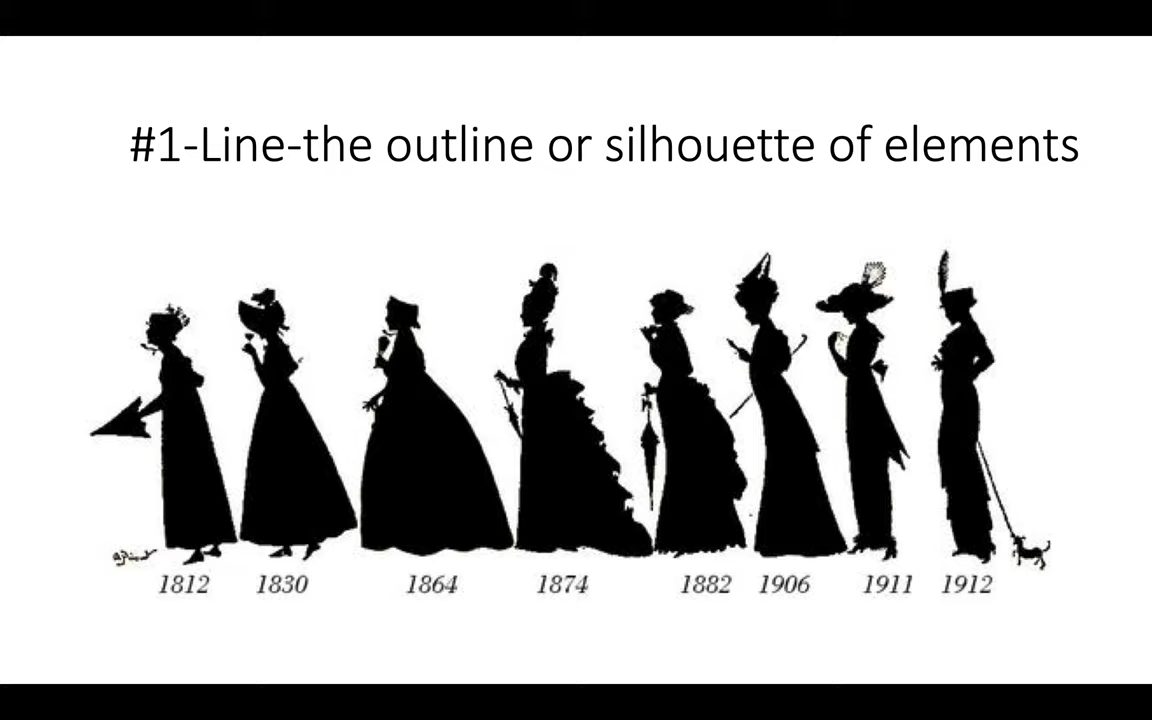 #1-Line-the outline or silhouette of elements
1812 1830 1864 1874 1882 1906 1911 1912